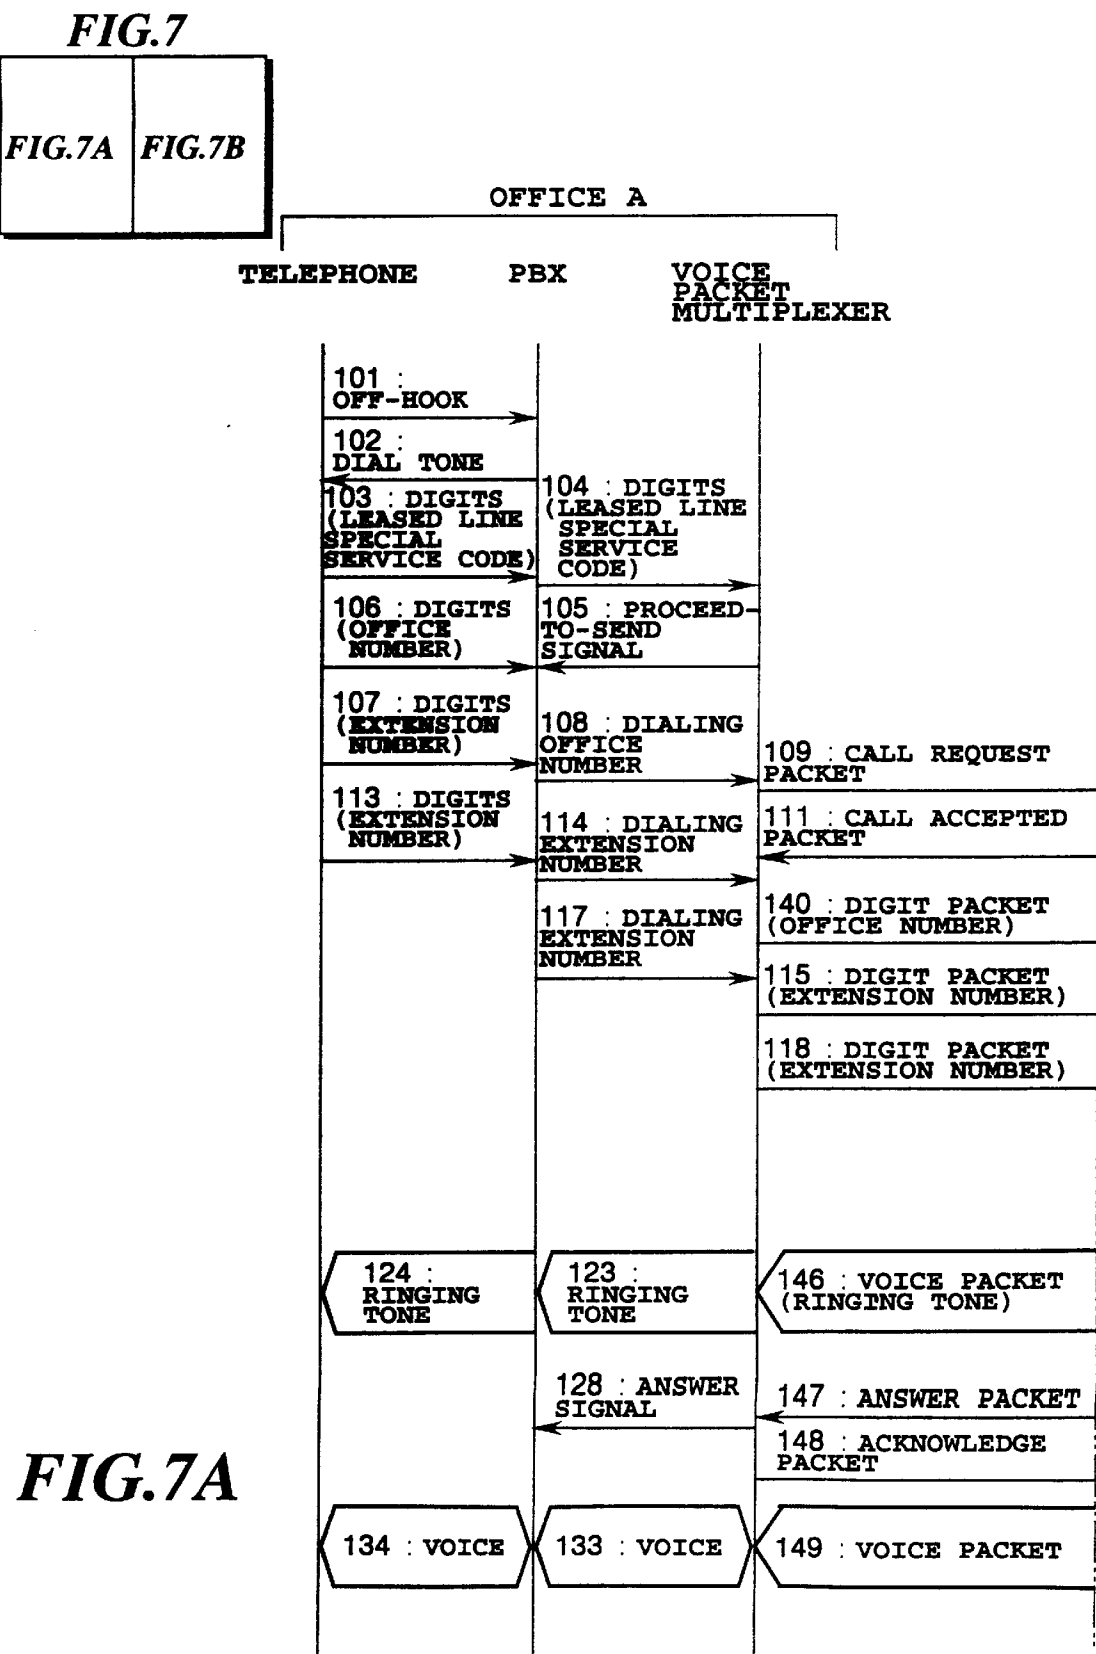 FIG.7
FIG.7A FIG.7B
OFFICE A
TELEPHONE PBX VOICE
PACKET
MULTIPLEXER
101 :
OFF-HOOK
102 :
DIAL TONE
103 : DIGITS
(LEASED LINE
SPECIAL
SERVICE CODE)
104 : DIGITS
(LEASED LINE
SPECIAL
SERVICE
CODE)
106 : DIGITS
(OFFICE
NUMBER)
105 : PROCEED-
TO-SEND
SIGNAL
107 : DIGITS
(EXTENSION
NUMBER)
108 : DIALING
OFFICE
NUMBER
109 : CALL REQUEST
PACKET
113 : DIGITS
(EXTENSION
NUMBER)
114 : DIALING
EXTENSION
NUMBER
111 : CALL ACCEPTED
PACKET
117 : DIALING
EXTENSION
NUMBER
140 : DIGIT PACKET
(OFFICE NUMBER)
115 : DIGIT PACKET
(EXTENSION NUMBER)
118 : DIGIT PACKET
(EXTENSION NUMBER)
124 :
RINGING
TONE
123 :
RINGING
TONE
146 : VOICE PACKET
(RINGING TONE)
128 : ANSWER
SIGNAL
147 : ANSWER PACKET
148 : ACKNOWLEDGE
PACKET
FIG.7A
134 : VOICE
133 : VOICE
149 : VOICE PACKET